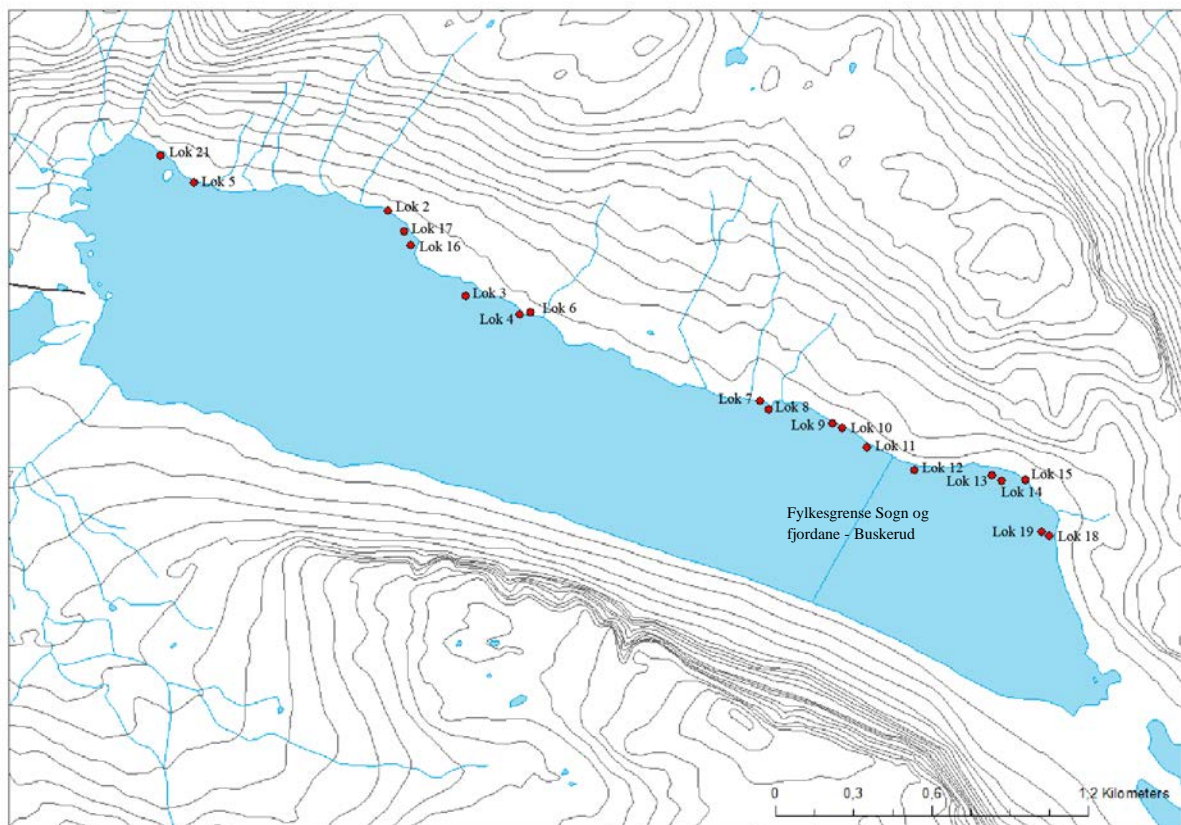 Lok 21
Lok 5
Lok 2
Lok 17
Lok 16
Lok 3
Lok 4
Lok 6
Lok 7
Lok 8
Lok 9
Lok 10
Lok 11
Lok 12
Lok 13
Lok 14
Lok 15
Lok 19
Lok 18
Fylkesgrense Sogn og
fjordane - Buskerud
0 0,3 0,6 1,2 Kilometers